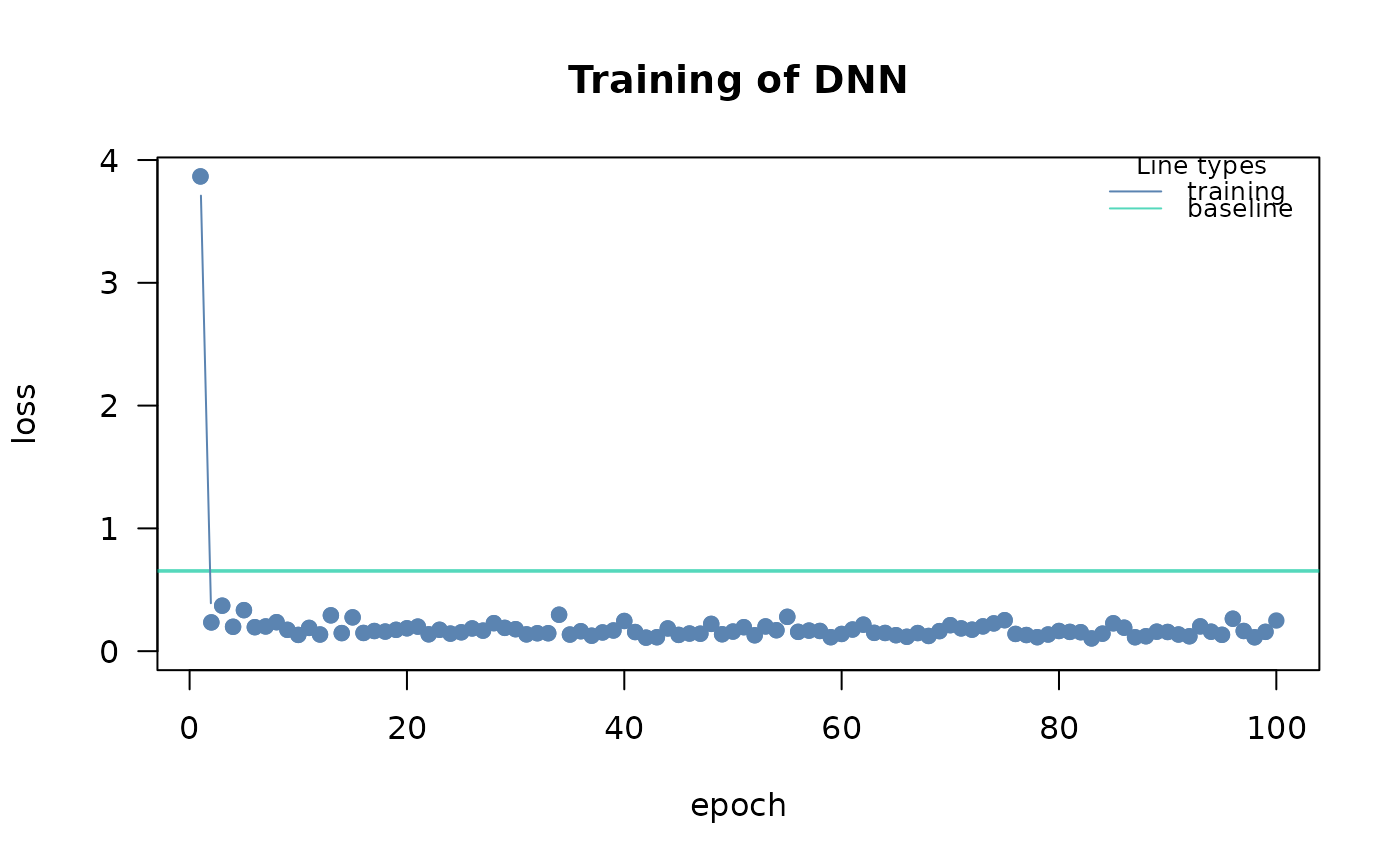 Training of DNN
4
3
2
1
0
loss
Line types
training
baseline
0 20 40 60 80 100
epoch